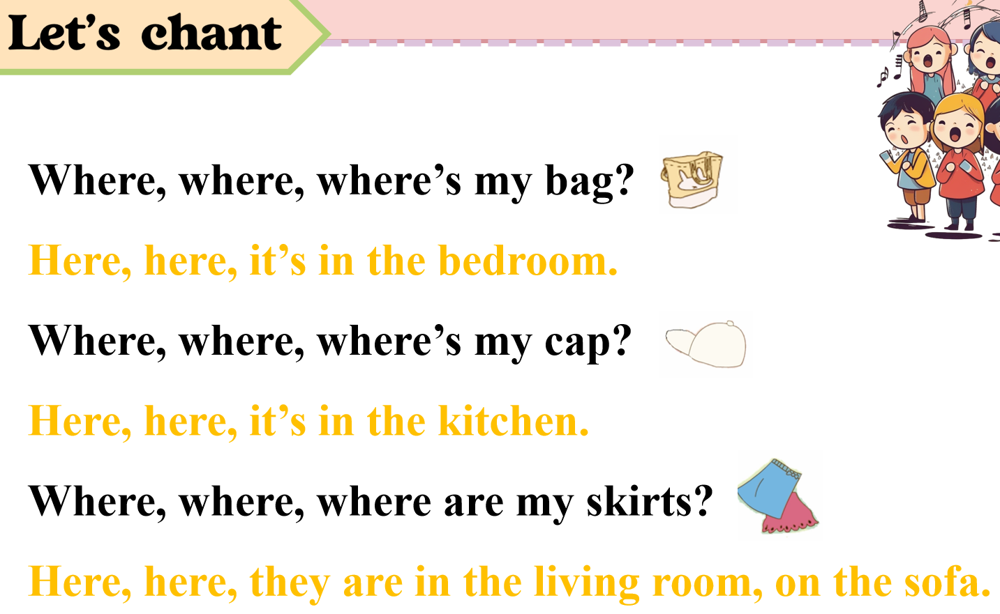 Let's chant
Where, where, where's my bag?
Here, here, it's in the bedroom.
Where, where, where's my cap?
Here, here, it's in the kitchen.
Where, where, where are my skirts?
Here, here, they are in the living room, on the sofa.